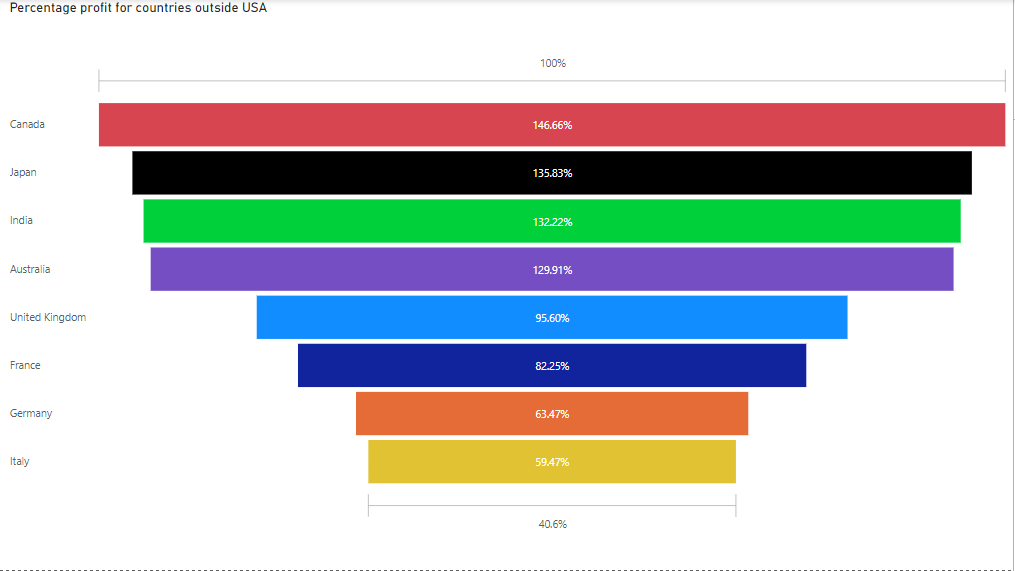 Percentage profit for countries outside USA
100%
Canada 146.66%
Japan 135.83%
India 132.22%
Australia 129.91%
United Kingdom 95.60%
France 82.25%
Germany 63.47%
Italy 59.47%
40.6%